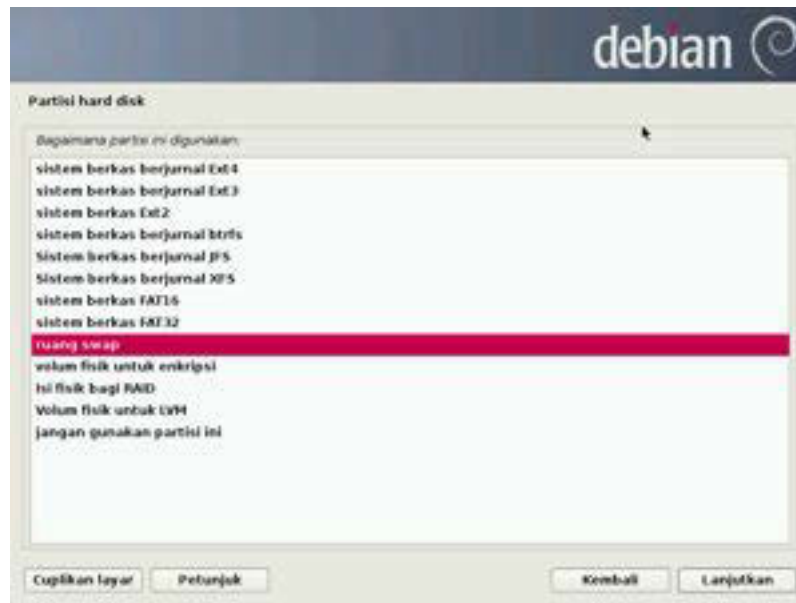 debian
Partisi hard disk
Bagaimana partisi ini digunakan:
sistem berkas berjurnal Ext4
sistem berkas berjurnal Ext3
sistem berkas Ext2
sistem berkas berjurnal btrfs
Sistem berkas berjurnal JFS
Sistem berkas berjurnal XFS
sistem berkas FAT16
sistem berkas FAT32
ruang swap
volum fisik untuk enkripsi
Isi fisik bagi RAID
Volum fisik untuk LVM
jangan gunakan partisi ini
Cuplikan layar
Petunjuk
Kembali
Lanjutkan